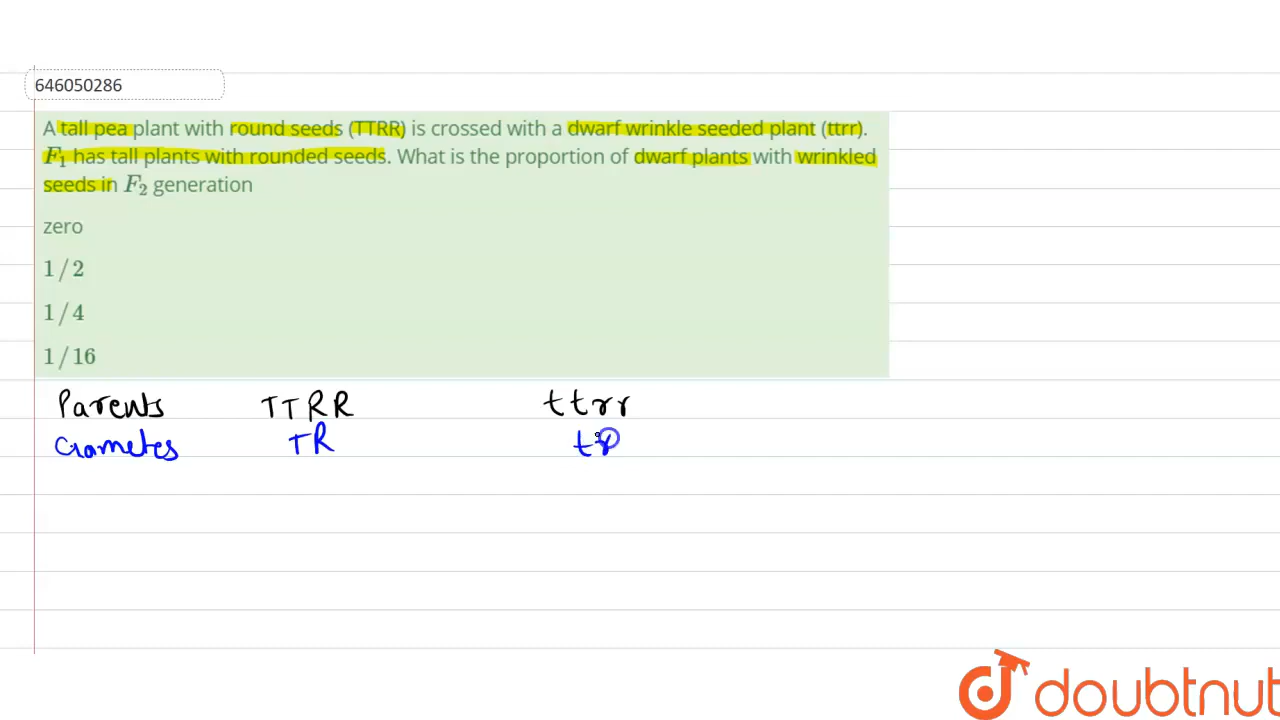 646050286
A tall pea plant with round seeds (TTRR) is crossed with a dwarf wrinkle seeded plant (ttrr).
F₁ has tall plants with rounded seeds. What is the proportion of dwarf plants with wrinkled
seeds in F₂ generation
zero
1/2
1/4
1/16
Parents TTRR ttrr
Gametes TR tr
doubtnut